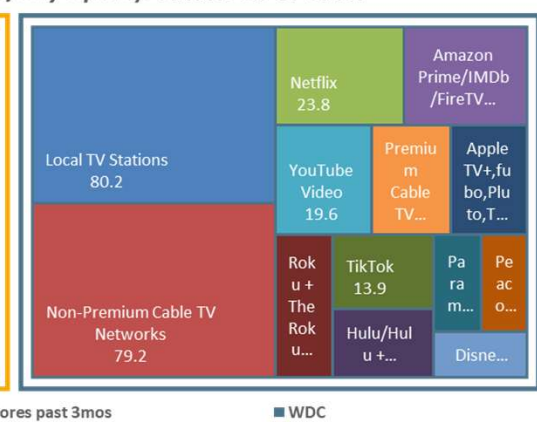 Local TV Stations
80.2
Non-Premium Cable TV
Networks
79.2
Netflix
23.8
Amazon
Prime/IMDb
/FireTV...
YouTube
Video
19.6
Premiu
m
Cable
TV...
Apple
TV+,fu
bo,Plu
to,T...
Rok
u +
The
Rok
u...
TikTok
13.9
Hulu/Hul
u +...
Pa
ra
m...
Pe
ac
o...
Disne...
ores past 3mos
WDC